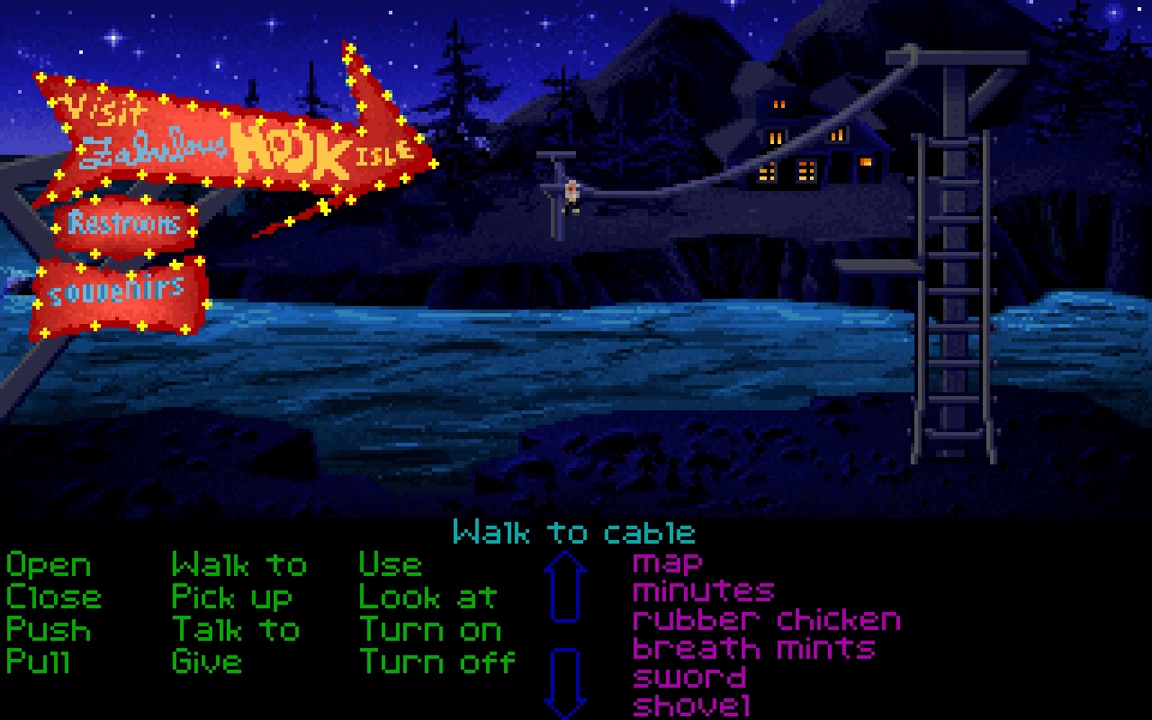 Visit
Fabulous HOOK ISLE
Restrooms
souvenirs
Walk to cable
Open Walk to Use
Close Pick up Look at
Push Talk to Turn on
Pull Give Turn off
map
minutes
rubber chicken
breath mints
sword
shovel